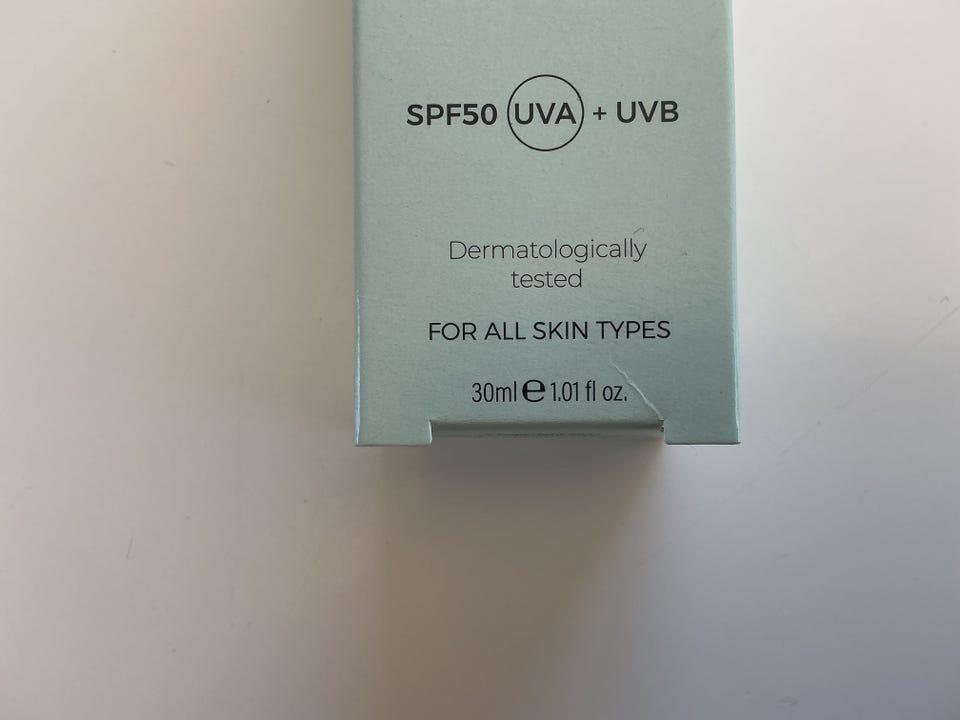 SPF50 UVA + UVB
Dermatologically
tested
FOR ALL SKIN TYPES
30ml ℮ 1.01 fl oz.